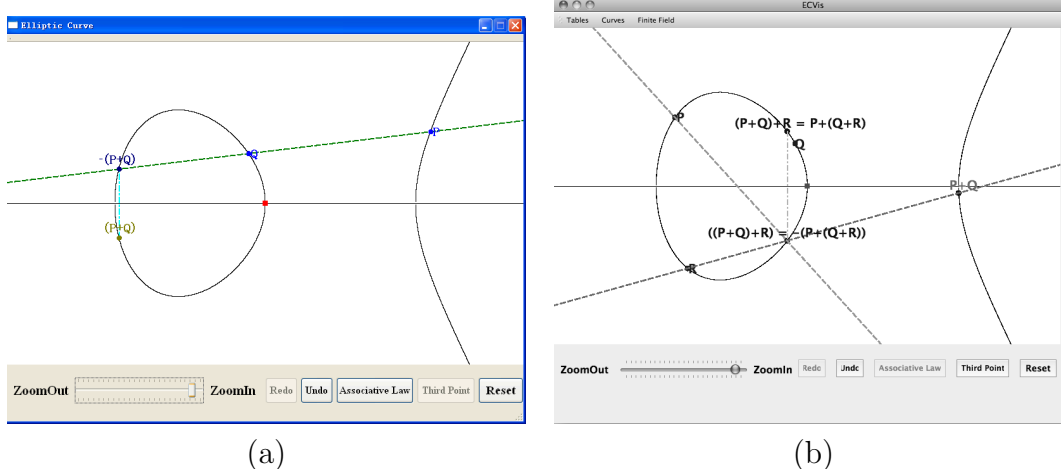 Elliptic Curve
P
Q
-(P+Q)
(P+Q)
ZoomOut ZoomIn Redo Undo Associative Law Third Point Reset
(a)
ECVis
Tables Curves Finite Field
P
(P+Q)+R = P+(Q+R)
Q
P+Q
((P+Q)+R) = -(P+(Q+R))
R
ZoomOut ZoomIn Redo Undo Associative Law Third Point Reset
(b)